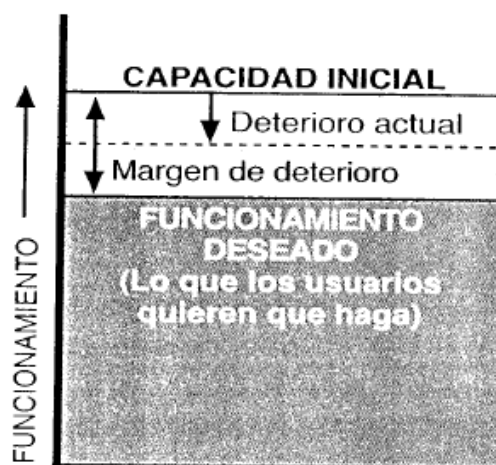 CAPACIDAD INICIAL
Deterioro actual
Margen de deterioro
FUNCIONAMIENTO
DESEADO
(Lo que los usuarios
quieren que haga)
FUNCIONAMIENTO